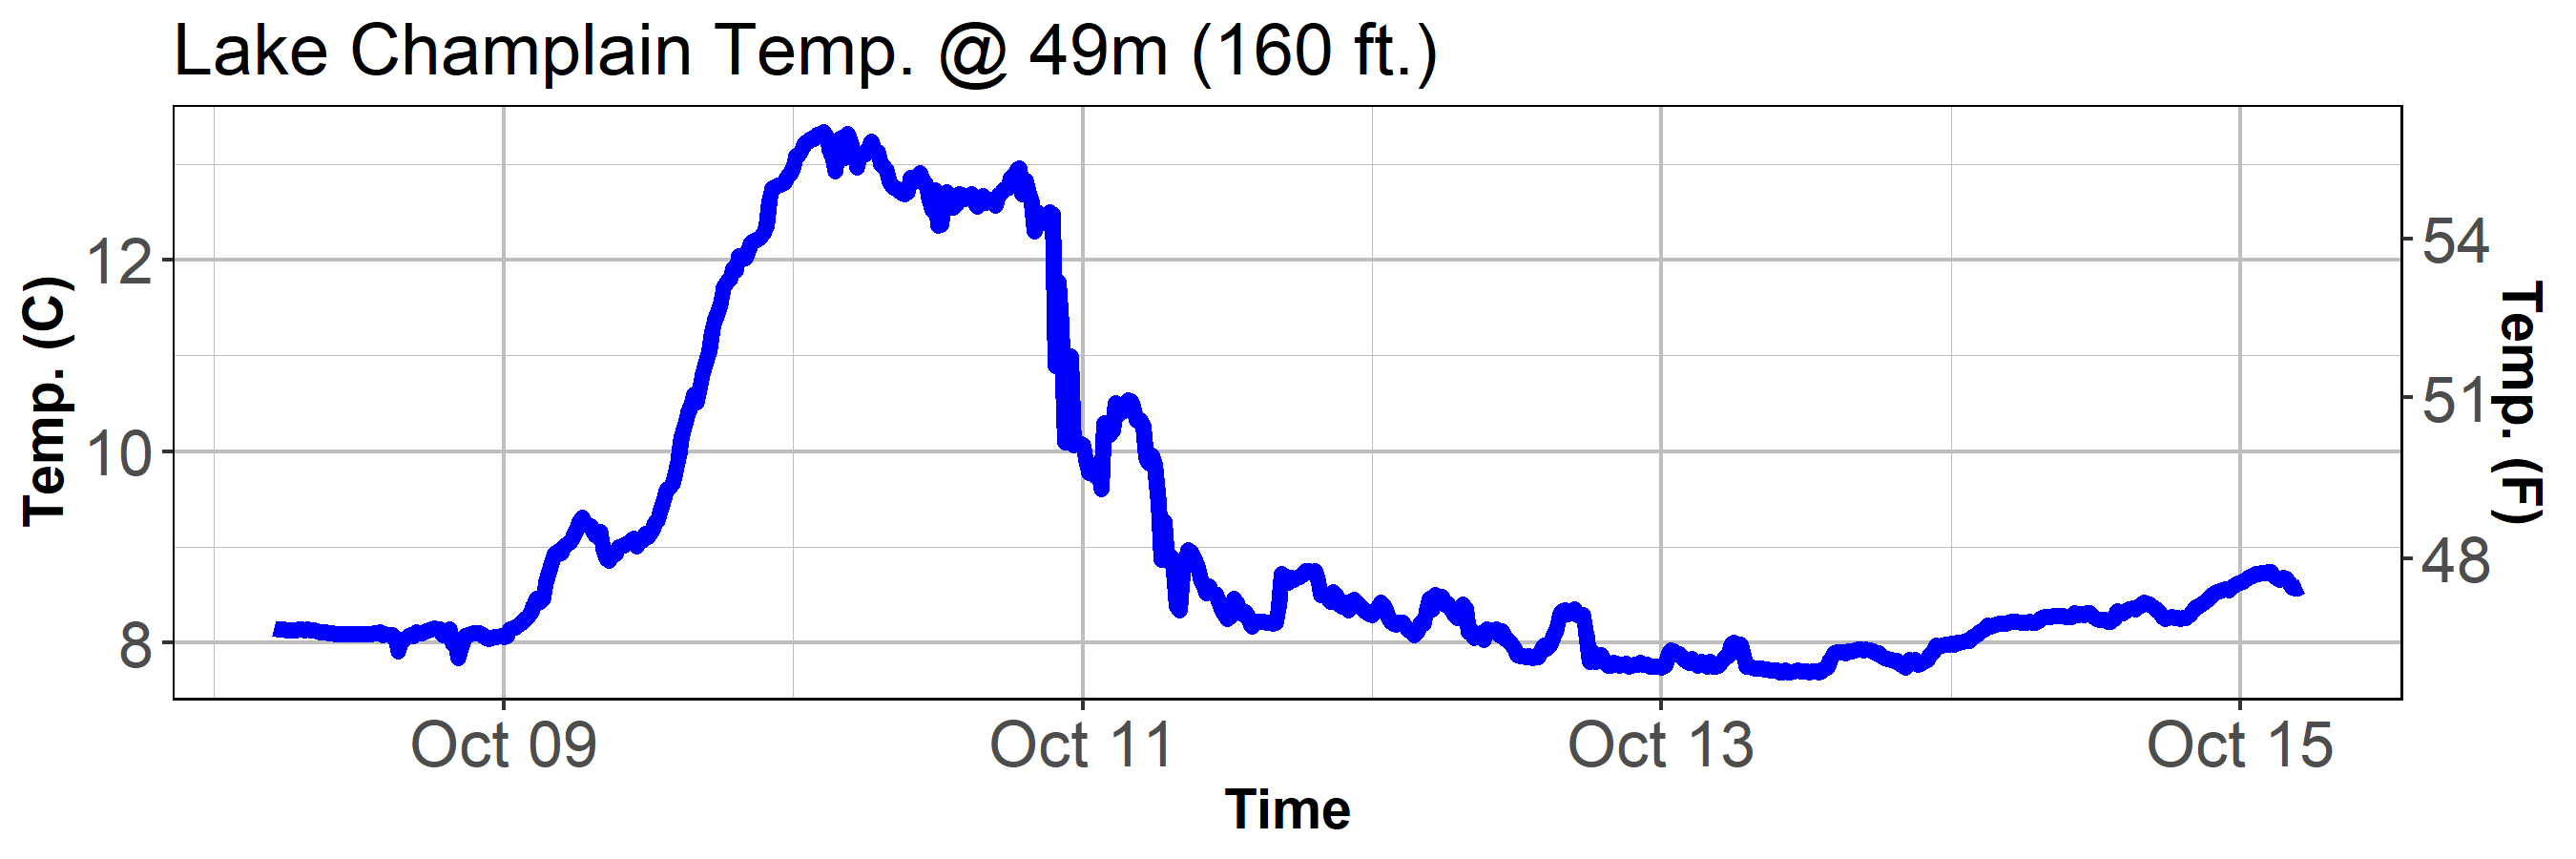 Lake Champlain Temp. @ 49m (160 ft.)
Temp. (C)
12
10
8
54
51
48
Temp. (F)
Oct 09 Oct 11 Oct 13 Oct 15
Time